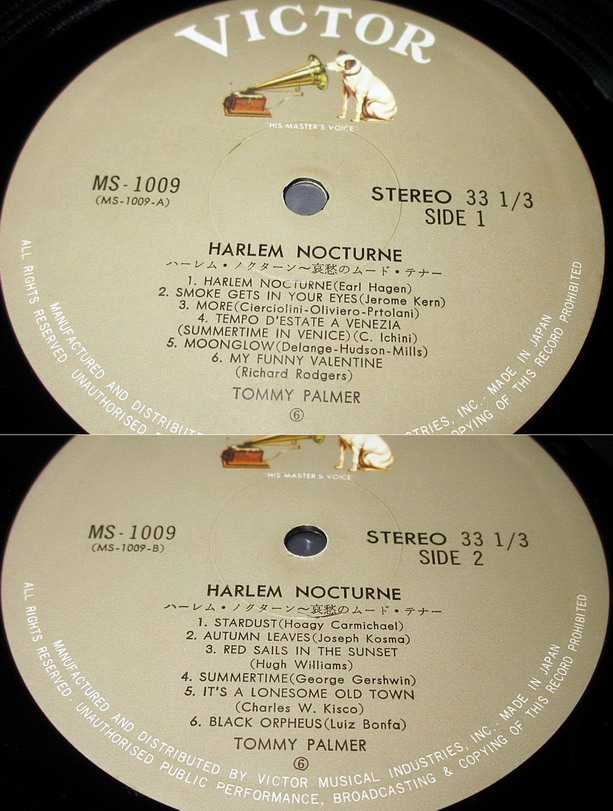 VICTOR
"HIS MASTER'S VOICE"
MS-1009
(MS-1009-A)
STEREO 33 1/3
SIDE 1
HARLEM NOCTURNE
ハーレム・ノクターン〜哀愁のムード・テナー
1. HARLEM NOCTURNE(Earl Hagen)
2. SMOKE GETS IN YOUR EYES(Jerome Kern)
3. MORE(Cierciolini-Oliviero-Prtolani)
4. TEMPO D'ESTATE A VENEZIA
(SUMMERTIME IN VENICE)(C. Ichini)
5. MOONGLOW(Delange-Hudson-Mills)
6. MY FUNNY VALENTINE
(Richard Rodgers)
TOMMY PALMER
⑥
ALL RIGHTS RESERVED UNAUTHORISED COPYING OF THIS RECORD PROHIBITED
MANUFACTURED AND DISTRIBUT INC.· MADE IN JAPAN
"HIS MASTER'S VOICE"
MS-1009
(MS-1009-B)
STEREO 33 1/3
SIDE 2
HARLEM NOCTURNE
ハーレム・ノクターン〜哀愁のムード・テナー
1. STARDUST(Hoagy Carmichael)
2. AUTUMN LEAVES(Joseph Kosma)
3. RED SAILS IN THE SUNSET
(Hugh Williams)
4. SUMMERTIME(George Gershwin)
5. IT'S A LONESOME OLD TOWN
(Charles W. Kisco)
6. BLACK ORPHEUS(Luiz Bonfa)
TOMMY PALMER
⑥
MANUFACTURED AND DISTRIBUTED BY VICTOR MUSICAL INDUSTRIES, INC.· MADE IN JAPAN
ALL RIGHTS RESERVED · UNAUTHORISED PUBLIC PERFORMANCE, BROADCASTING & COPYING OF THIS RECORD PROHIBITED